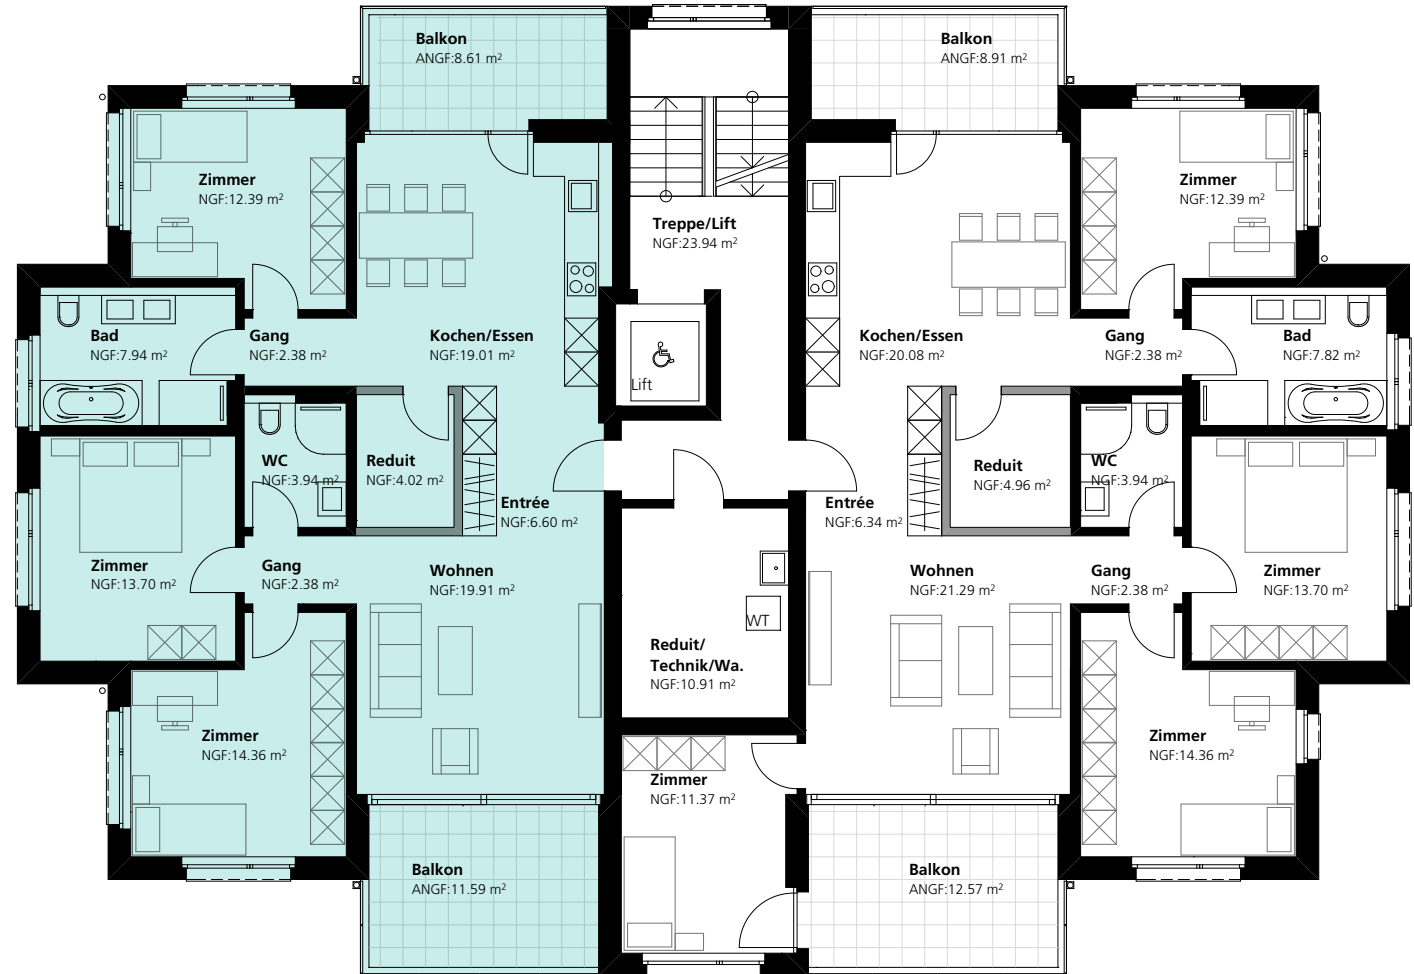 Balkon
ANGF:8.61 m²
Balkon
ANGF:8.91 m²
Zimmer
NGF:12.39 m²
Zimmer
NGF:12.39 m²
Treppe/Lift
NGF:23.94 m²
Bad
NGF:7.94 m²
Gang
NGF:2.38 m²
Kochen/Essen
NGF:19.01 m²
Lift
Kochen/Essen
NGF:20.08 m²
Gang
NGF:2.38 m²
Bad
NGF:7.82 m²
WC
NGF:3.94 m²
Reduit
NGF:4.02 m²
Entrée
NGF:6.60 m²
Entrée
NGF:6.34 m²
Reduit
NGF:4.96 m²
WC
NGF:3.94 m²
Zimmer
NGF:13.70 m²
Gang
NGF:2.38 m²
Wohnen
NGF:19.91 m²
WT
Reduit/
Technik/Wa.
NGF:10.91 m²
Wohnen
NGF:21.29 m²
Gang
NGF:2.38 m²
Zimmer
NGF:13.70 m²
Zimmer
NGF:14.36 m²
Zimmer
NGF:11.37 m²
Zimmer
NGF:14.36 m²
Balkon
ANGF:11.59 m²
Balkon
ANGF:12.57 m²